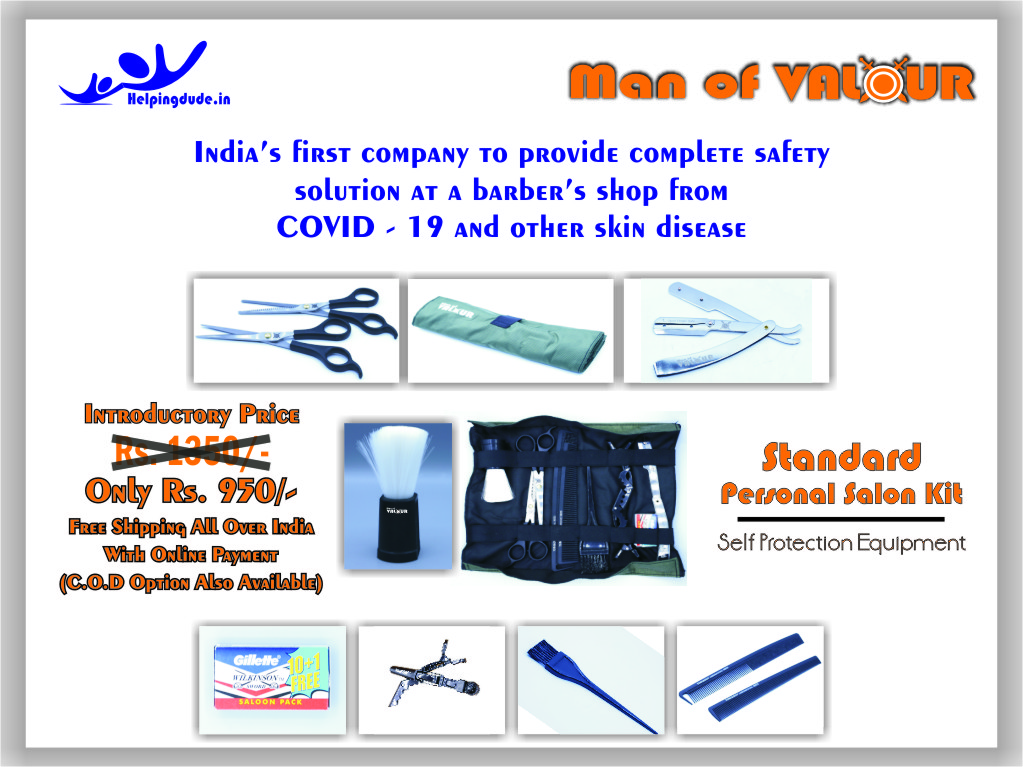 Helpingdude.in
Man of VALOUR
India's first company to provide complete safety
solution at a barber's shop from
COVID - 19 and other skin disease
VALOUR
Introductory Price
Rs. 1350/-
Only Rs. 950/-
Free Shipping All Over India
With Online Payment
(C.O.D Option Also Available)
VALOUR
Standard
Personal Salon Kit
Self Protection Equipment
Gillette
10+1
FREE
WILKINSON
SALOON PACK